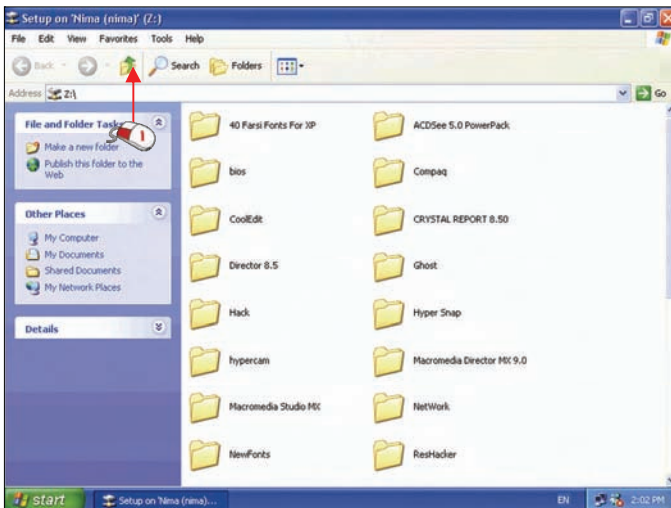 Setup on 'Nima (nima)' (Z:)
File Edit View Favorites Tools Help
Back Search Folders
Address Z:\ Go
File and Folder Tasks
Make a new folder
Publish this folder to the
Web
Other Places
My Computer
My Documents
Shared Documents
My Network Places
Details
40 Farsi Fonts For XP ACDSee 5.0 PowerPack
bios Compaq
CoolEdit CRYSTAL REPORT 8.50
Director 8.5 Ghost
Hack Hyper Snap
hypercam Macromedia Director MX 9.0
Macromedia Studio MX NetWork
NewFonts ResHacker
start Setup on 'Nima (nima)... EN 2:02 PM